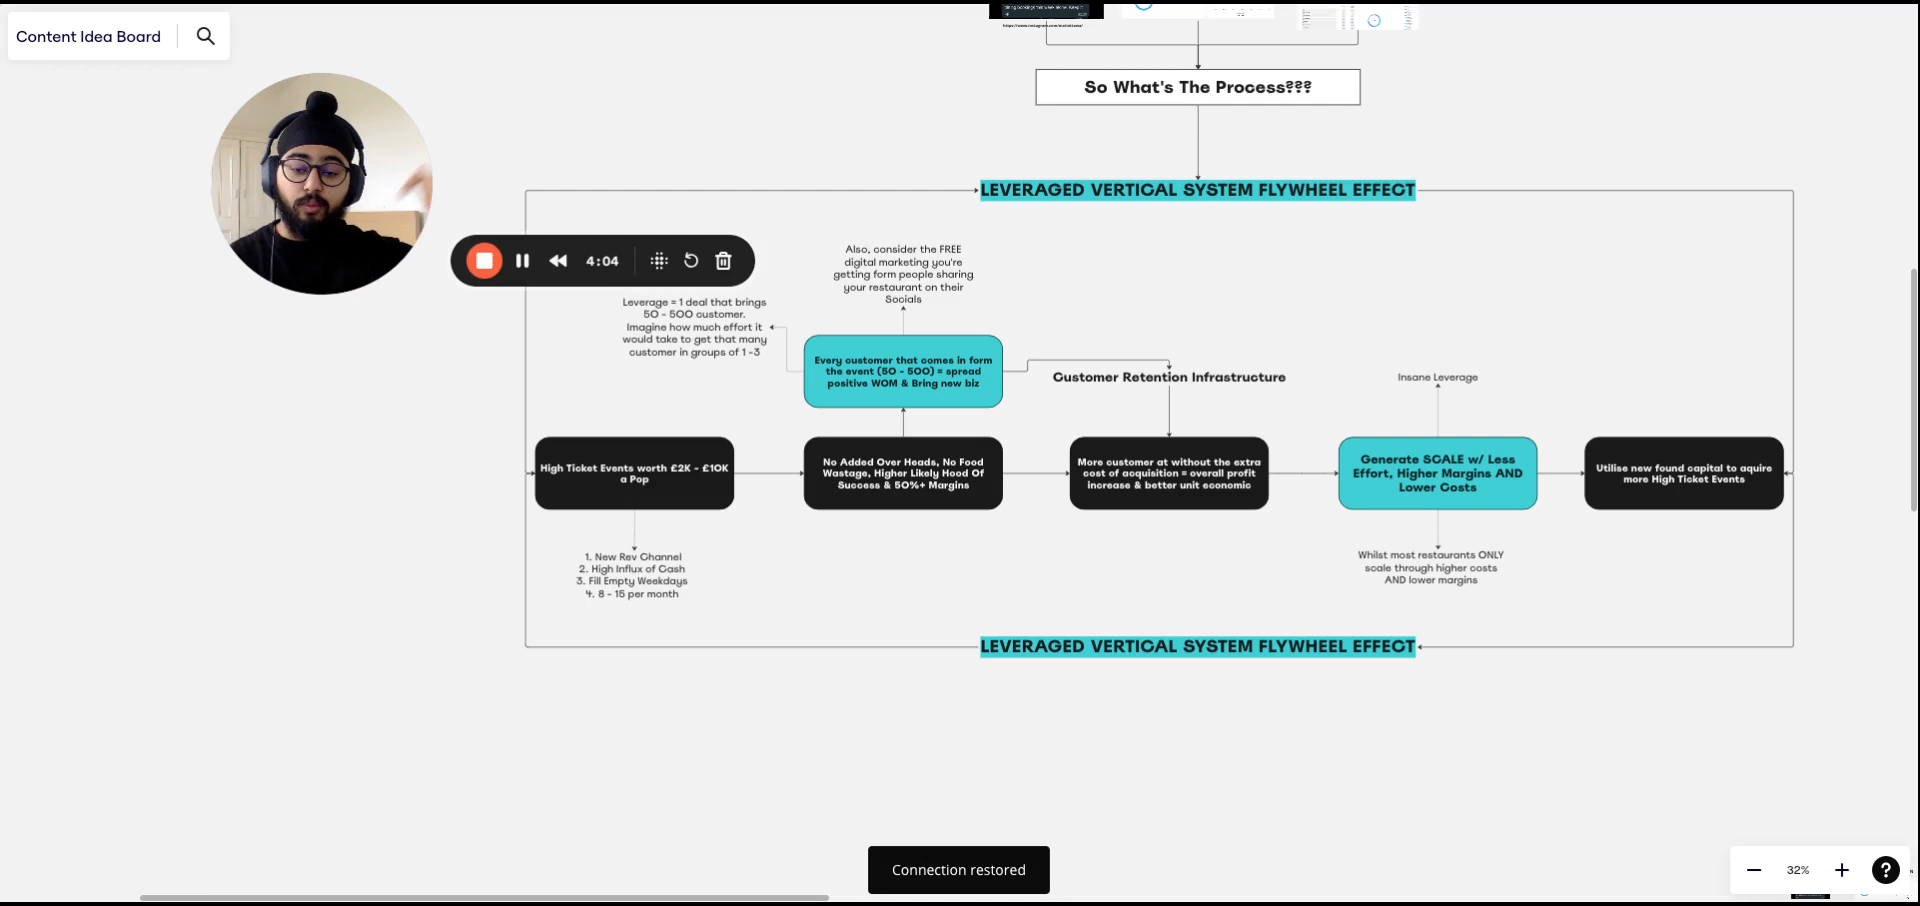 Content Idea Board
https://www.instagram.com/
So What's The Process???
LEVERAGED VERTICAL SYSTEM FLYWHEEL EFFECT
4:04
Also, consider the FREE
digital marketing you're
getting form people sharing
your restaurant on their
Socials
Leverage = 1 deal that brings
50 - 500 customer.
Imagine how much effort it
would take to get that many
customer in groups of 1 -3
Every customer that comes in form
the event (50 - 500) = spread
positive WOM & Bring new biz
Customer Retention Infrastructure
Insane Leverage
High Ticket Events worth £2K - £10K
a Pop
No Added Over Heads, No Food
Wastage, Higher Likely Hood Of
Success & 50%+ Margins
More customer at without the extra
cost of acquisition = overall profit
increase & better unit economic
Generate SCALE w/ Less
Effort, Higher Margins AND
Lower Costs
Utilise new found capital to aquire
more High Ticket Events
1. New Rev Channel
2. High Influx of Cash
3. Fill Empty Weekdays
4. 8 - 15 per month
Whilst most restaurants ONLY
scale through higher costs
AND lower margins
LEVERAGED VERTICAL SYSTEM FLYWHEEL EFFECT
Connection restored
32%